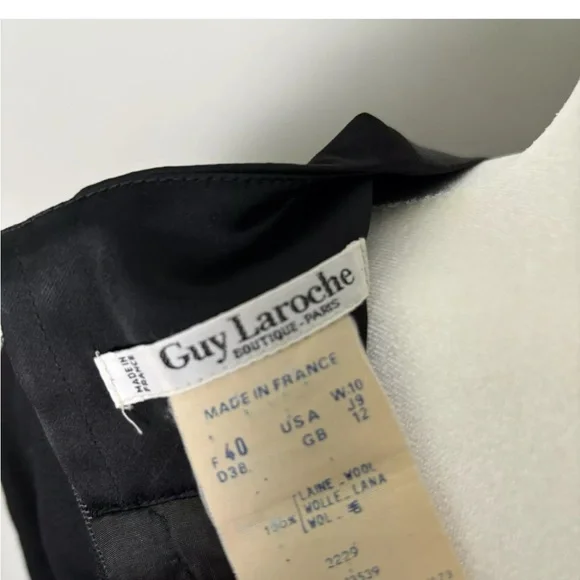 Guy Laroche
BOUTIQUE-PARIS
MADE IN
FRANCE
MADE IN FRANCE
F 40 USA W.10
J9
D38 GB 12
100%
LAINE-WOOL
WOLLE-LANA
WOL-
2229